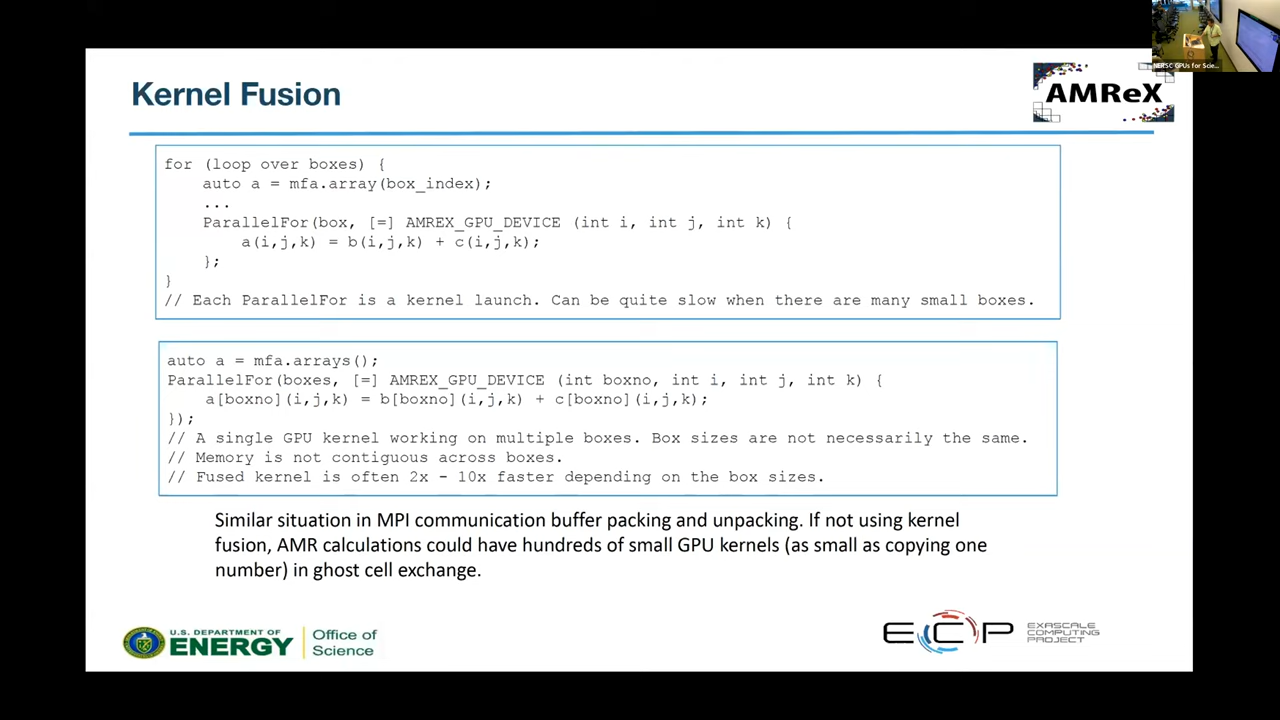 NERSC GPUs for Scie...
Kernel Fusion
AMReX
for (loop over boxes) {
    auto a = mfa.array(box_index);
    ...
    ParallelFor(box, [=] AMREX_GPU_DEVICE (int i, int j, int k) {
        a(i,j,k) = b(i,j,k) + c(i,j,k);
    };
}
// Each ParallelFor is a kernel launch. Can be quite slow when there are many small boxes.
auto a = mfa.arrays();
ParallelFor(boxes, [=] AMREX_GPU_DEVICE (int boxno, int i, int j, int k) {
    a[boxno](i,j,k) = b[boxno](i,j,k) + c[boxno](i,j,k);
});
// A single GPU kernel working on multiple boxes. Box sizes are not necessarily the same.
// Memory is not contiguous across boxes.
// Fused kernel is often 2x - 10x faster depending on the box sizes.
Similar situation in MPI communication buffer packing and unpacking. If not using kernel
fusion, AMR calculations could have hundreds of small GPU kernels (as small as copying one
number) in ghost cell exchange.
U.S. DEPARTMENT OF
ENERGY
Office of
Science
ECP
EXASCALE
COMPUTING
PROJECT